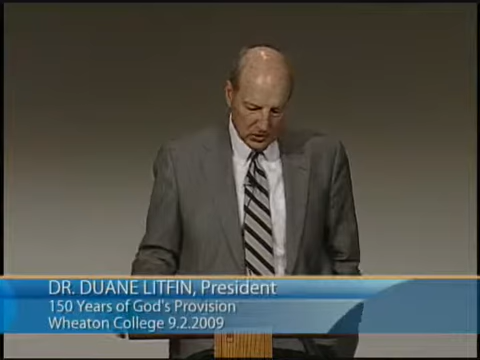 DR. DUANE LITFIN, President
150 Years of God's Provision
Wheaton College 9.2.2009